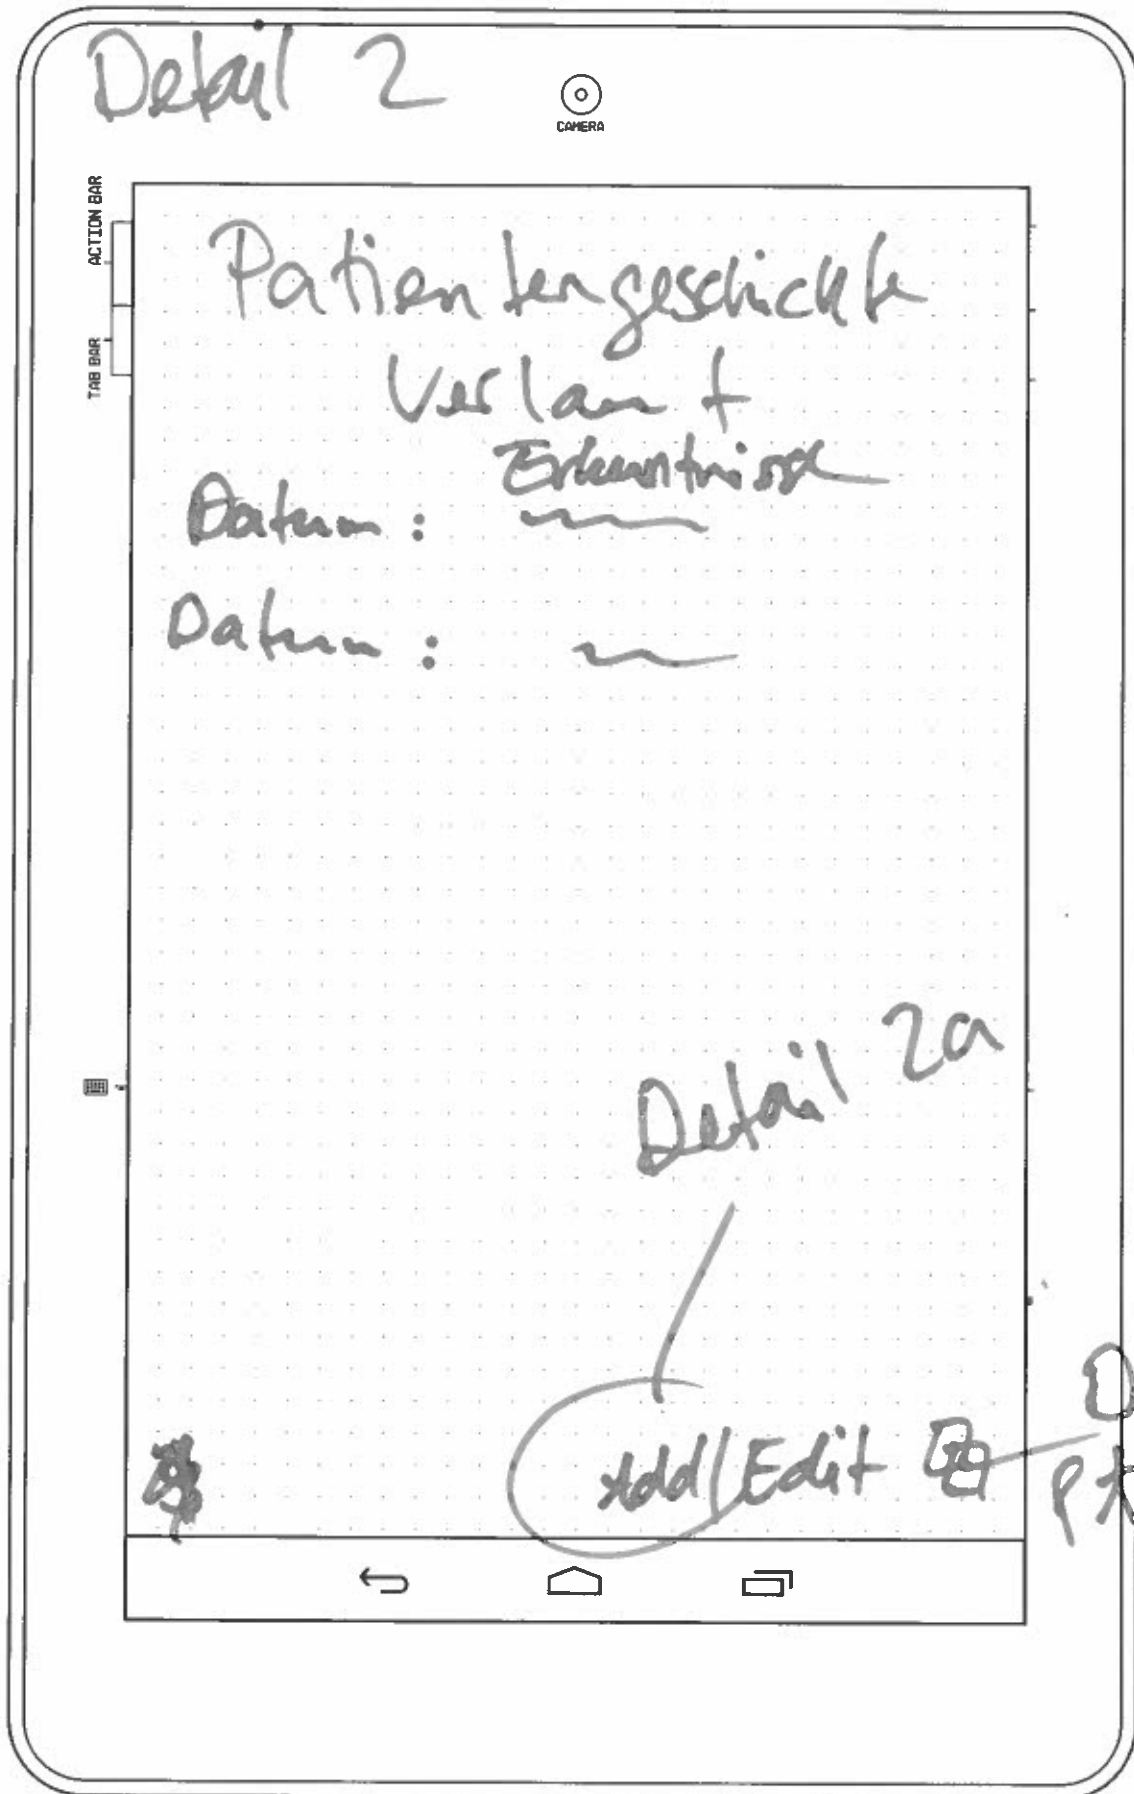 Detail 2
CAMERA
ACTION BAR
TAB BAR
Patientengeschichte
Verlauf
Erkenntnisse
Datum :
Datum :
Detail 2a
Add/Edit